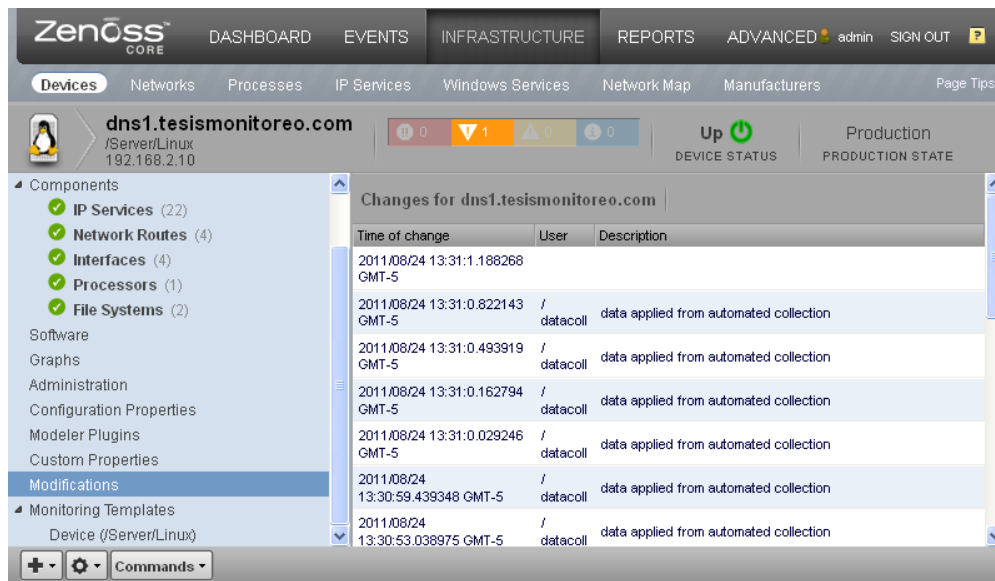 Zenoss™ CORE DASHBOARD EVENTS INFRASTRUCTURE REPORTS ADVANCED admin SIGN OUT ?
Devices Networks Processes IP Services Windows Services Network Map Manufacturers Page Tips
dns1.tesismonitoreo.com
/Server/Linux
192.168.2.10
0 1 0 0
Up
DEVICE STATUS
Production
PRODUCTION STATE
Components
IP Services (22)
Network Routes (4)
Interfaces (4)
Processors (1)
File Systems (2)
Software
Graphs
Administration
Configuration Properties
Modeler Plugins
Custom Properties
Modifications
Monitoring Templates
Device (/Server/Linux)
Changes for dns1.tesismonitoreo.com
Time of change User Description
2011/08/24 13:31:1.188268
GMT-5
2011/08/24 13:31:0.822143 / data applied from automated collection
GMT-5 datacoll
2011/08/24 13:31:0.493919 / data applied from automated collection
GMT-5 datacoll
2011/08/24 13:31:0.162794 / data applied from automated collection
GMT-5 datacoll
2011/08/24 13:31:0.029246 / data applied from automated collection
GMT-5 datacoll
2011/08/24 / data applied from automated collection
13:30:59.439348 GMT-5 datacoll
2011/08/24 / data applied from automated collection
13:30:53.038975 GMT-5 datacoll
Commands